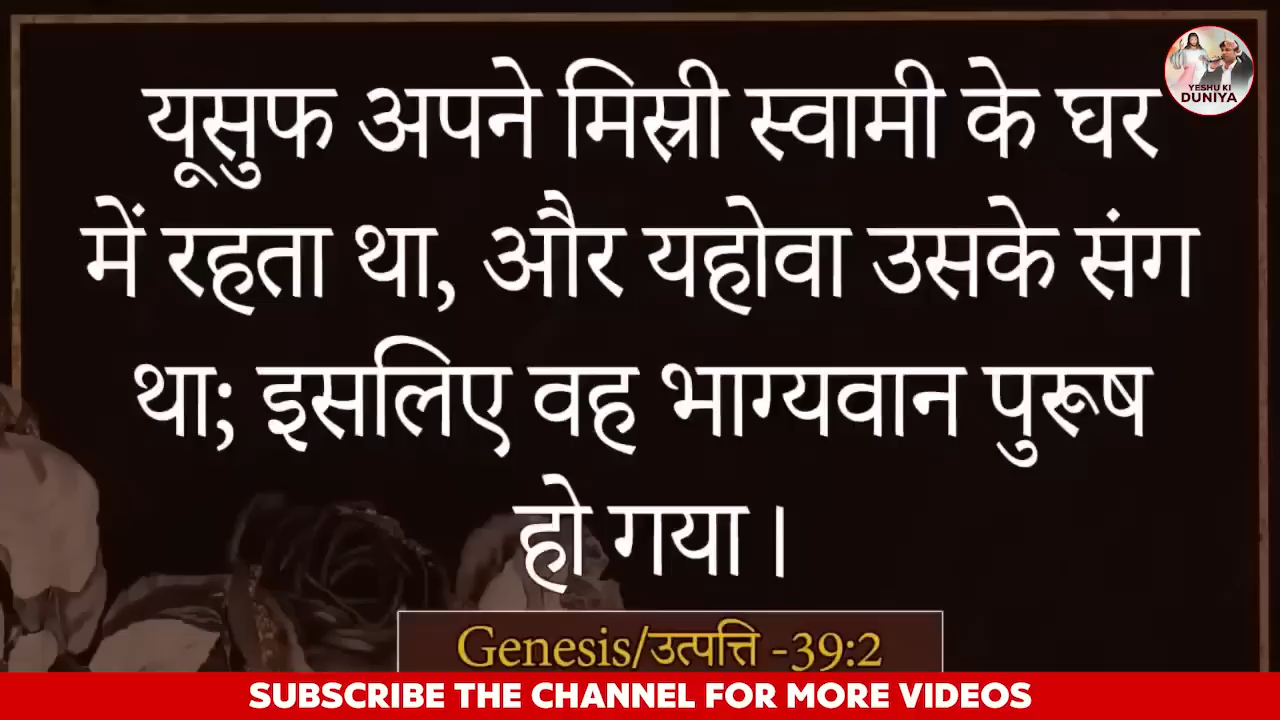 यूसुफ अपने मिस्री स्वामी के घर
में रहता था, और यहोवा उसके संग
था; इसलिए वह भाग्यवान पुरूष
हो गया।
Genesis/उत्पत्ति -39:2
SUBSCRIBE THE CHANNEL FOR MORE VIDEOS
YESHU KI
DUNIYA